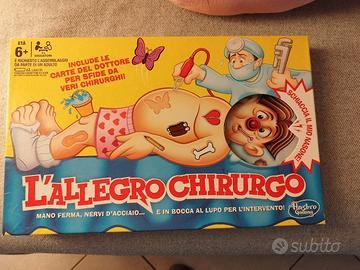 ETÀ
6+
È RICHIESTO L'ASSEMBLAGGIO
DA PARTE DI UN ADULTO
INCLUDE LE
CARTE DEL DOTTORE
PER SFIDE DA
VERI CHIRURGHI!
SCHIACCIA IL MIO NASONE!
L'ALLEGRO CHIRURGO
MANO FERMA, NERVI D'ACCIAIO... E IN BOCCA AL LUPO PER L'INTERVENTO!
Hasbro
Gaming
subito